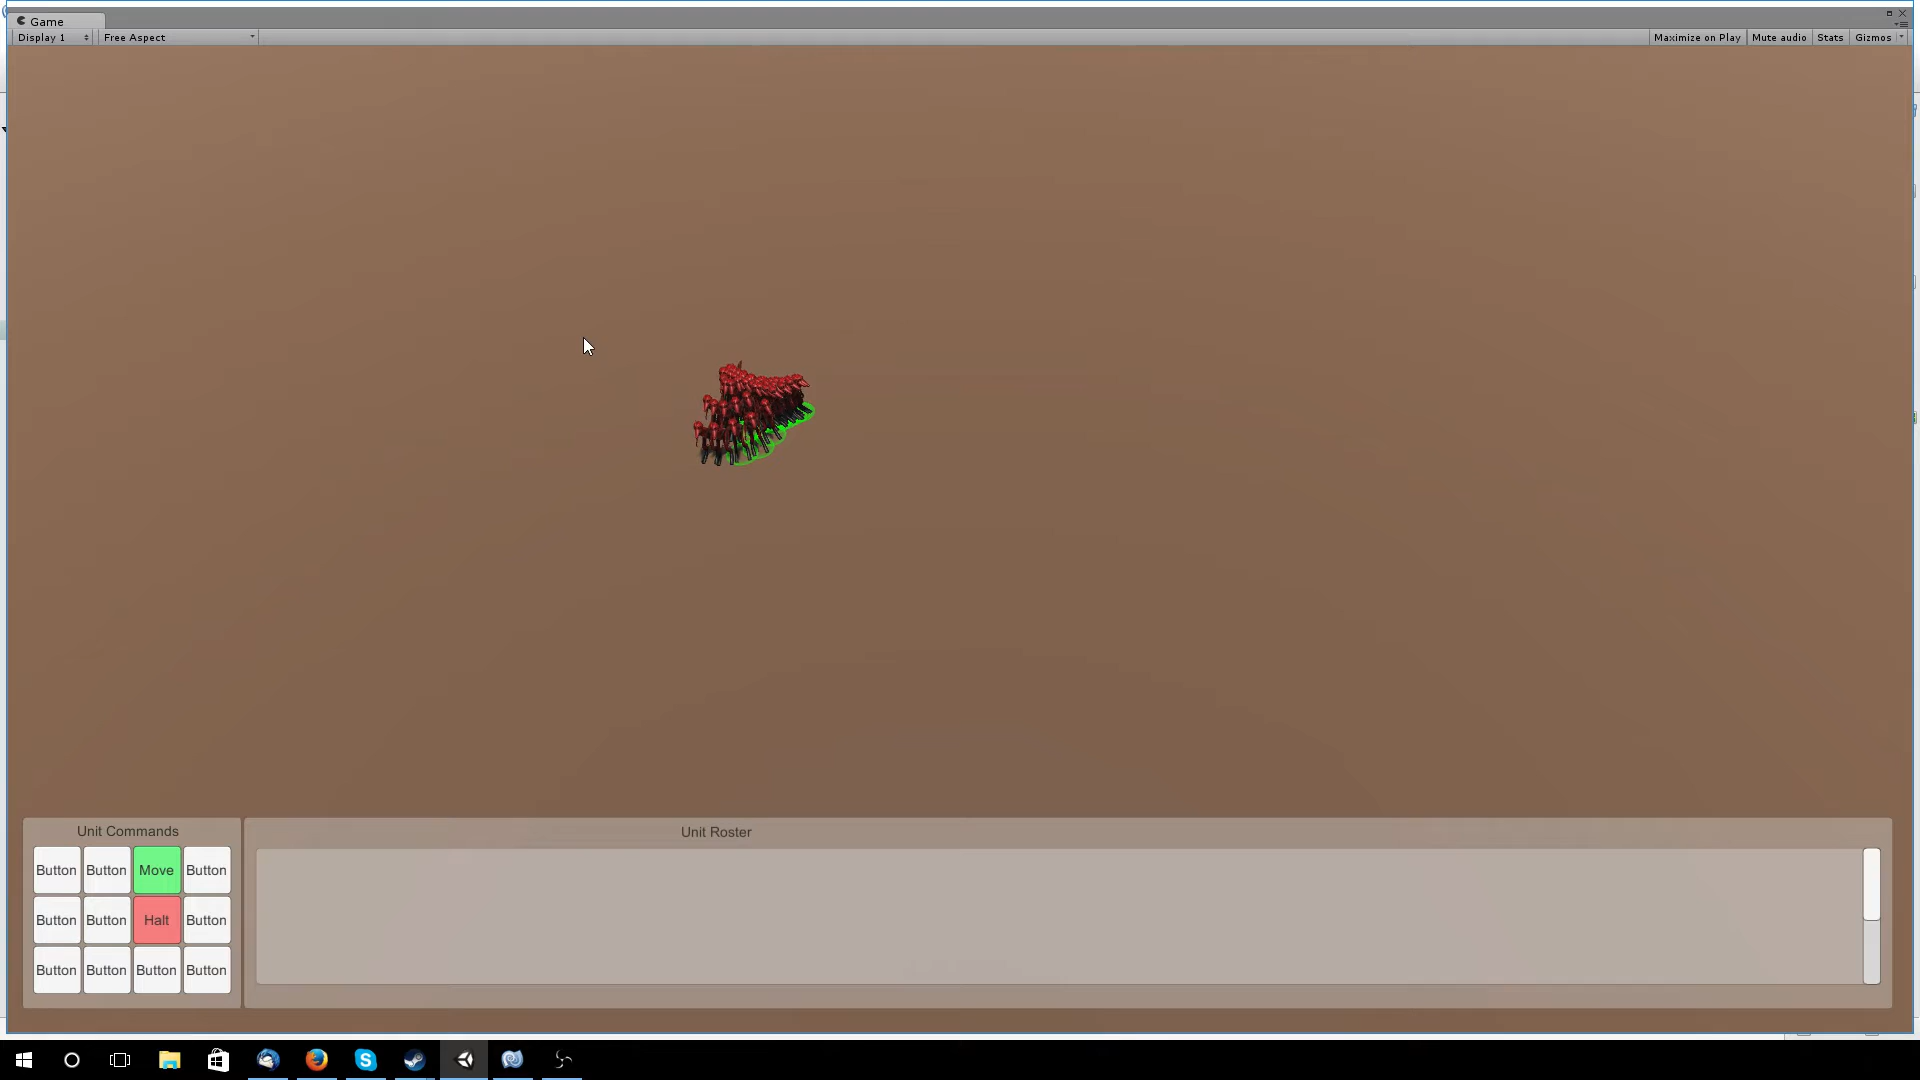 Game
Display 1 Free Aspect Maximize on Play Mute audio Stats Gizmos
Unit Commands
Button Button Move Button
Button Button Halt Button
Button Button Button Button
Unit Roster